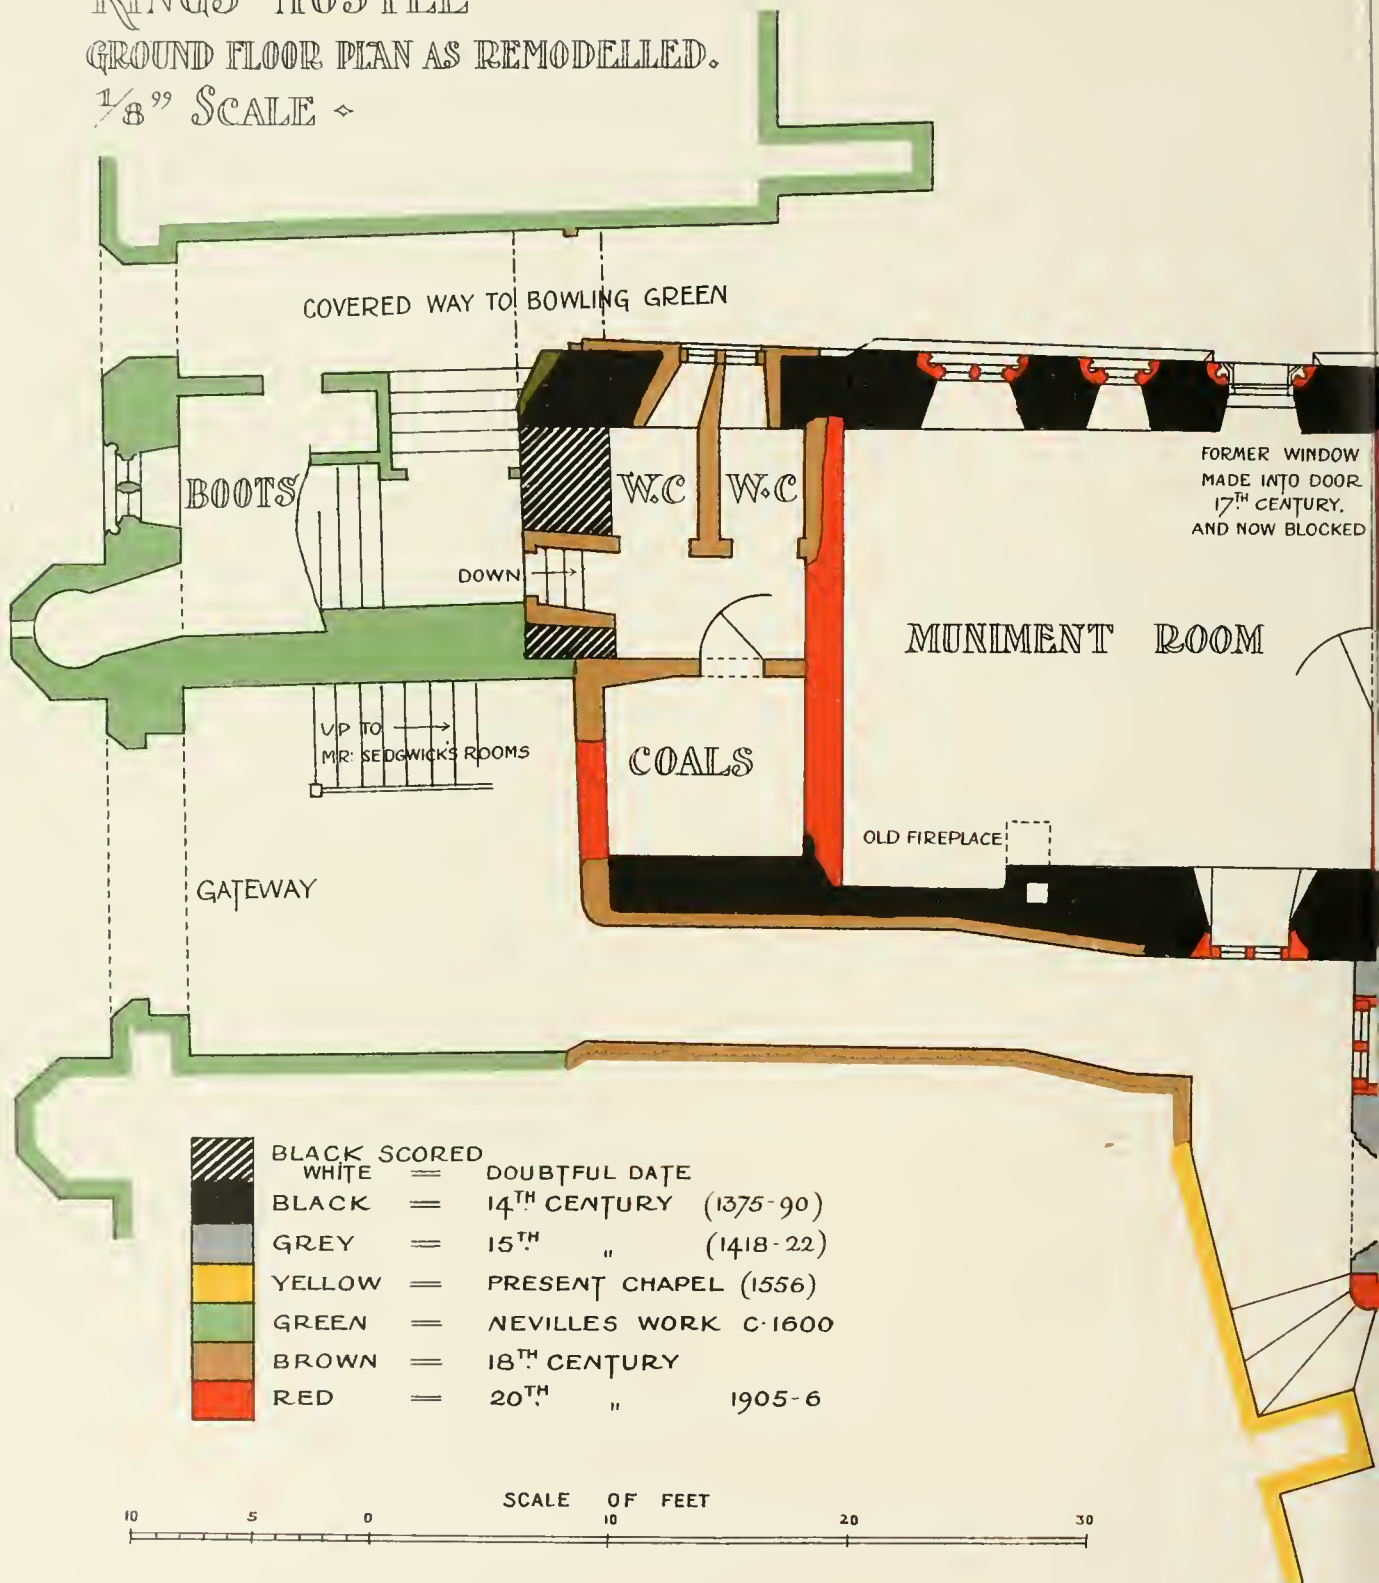 KINGS HOSTEL
GROUND FLOOR PLAN AS REMODELLED.
1/8" SCALE
COVERED WAY TO BOWLING GREEN
BOOTS
W.C
W.C
FORMER WINDOW
MADE INTO DOOR
17TH CENTURY.
AND NOW BLOCKED
DOWN
MUNIMENT ROOM
UP TO
MR: SEDGWICK'S ROOMS
COALS
OLD FIREPLACE
GATEWAY
BLACK SCORED
WHITE = DOUBTFUL DATE
BLACK = 14TH CENTURY (1375-90)
GREY = 15TH " (1418-22)
YELLOW = PRESENT CHAPEL (1556)
GREEN = NEVILLES WORK C.1600
BROWN = 18TH CENTURY
RED = 20TH " 1905-6
SCALE OF FEET
10 5 0 10 20 30